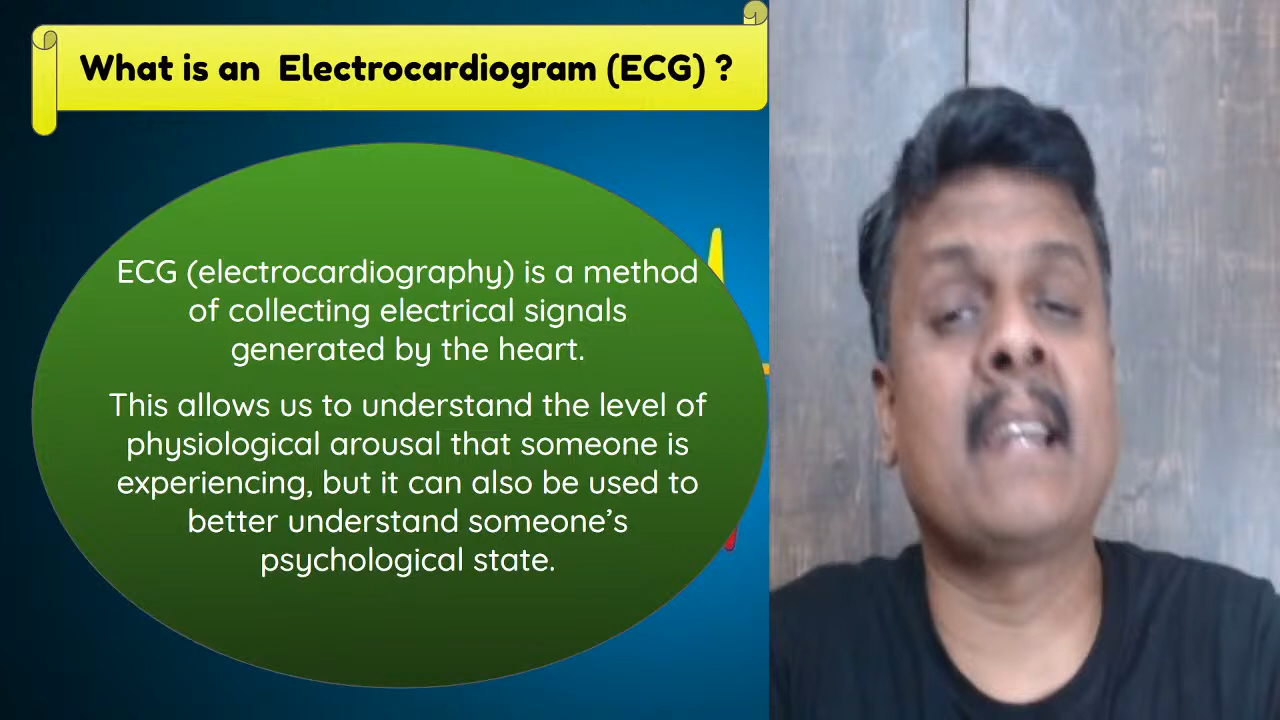 What is an Electrocardiogram (ECG) ?
ECG (electrocardiography) is a method
of collecting electrical signals
generated by the heart.
This allows us to understand the level of
physiological arousal that someone is
experiencing, but it can also be used to
better understand someone’s
psychological state.